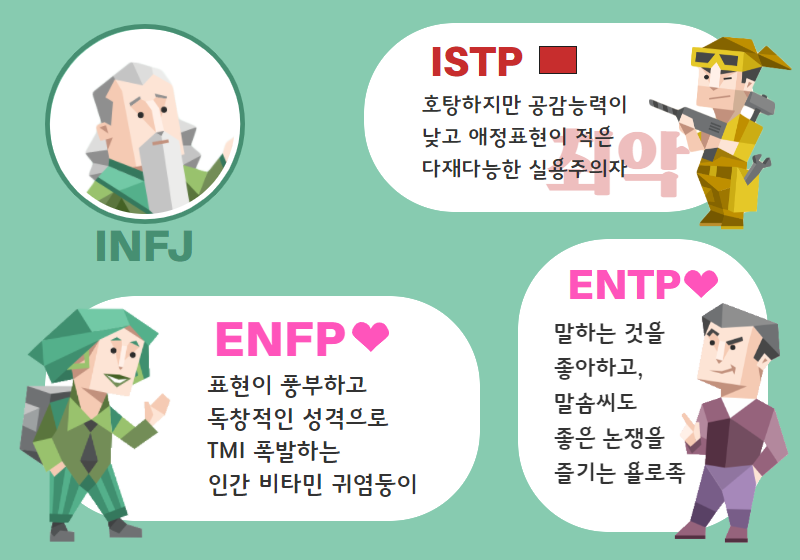 INFJ
ISTP
호탕하지만 공감능력이
낮고 애정표현이 적은
다재다능한 실용주의자
최악
ENFP
표현이 풍부하고
독창적인 성격으로
TMI 폭발하는
인간 비타민 귀염둥이
ENTP
말하는 것을
좋아하고,
말솜씨도
좋은 논쟁을
즐기는 욜로족